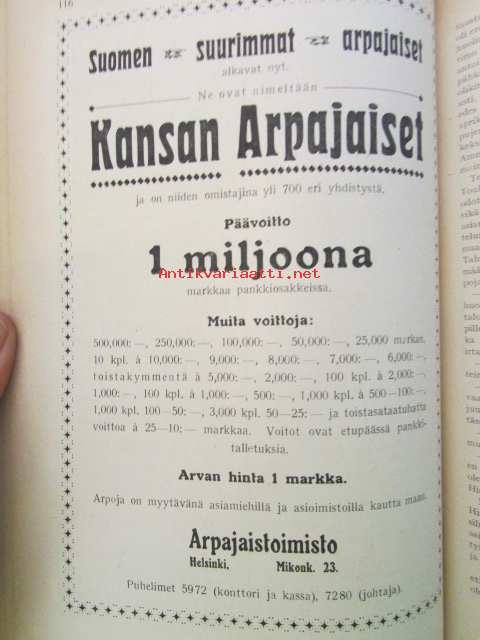 116
Suomen suurimmat arpajaiset
alkavat nyt.
Ne ovat nimeltään
Kansan Arpajaiset
ja on niiden omistajina yli 700 eri yhdistystä.
Päävoitto
1 miljoona
Antikvariaatti.net
markkaa pankkiosakkeissa.
Muita voittoja:
500,000: —, 250,000: —, 100,000: —, 50,000: —, 25,000 markan.
10 kpl. à 10,000: —, 9,000: —, 8,000: —, 7,000: —, 6,000: —,
toistakymmentä à 5,000: —, 2,000: —, 100 kpl. à 2,000: —,
1,000: —, 100 kpl. à 1,000: —, 500: —, 1,000 kpl. à 500—100: —,
1,000 kpl. 100—50: —, 3,000 kpl. 50—25: — ja toistasataatuhatta
voittoa à 25—10: — markkaa. Voitot ovat etupäässä pankki-
talletuksia.
Arvan hinta 1 markka.
Arpoja on myytävänä asiamiehillä ja asioimistoilla kautta maan.
Arpajaistoimisto
Helsinki, Mikonk. 23.
Puhelimet 5972 (konttori ja kassa), 7280 (johtaja).